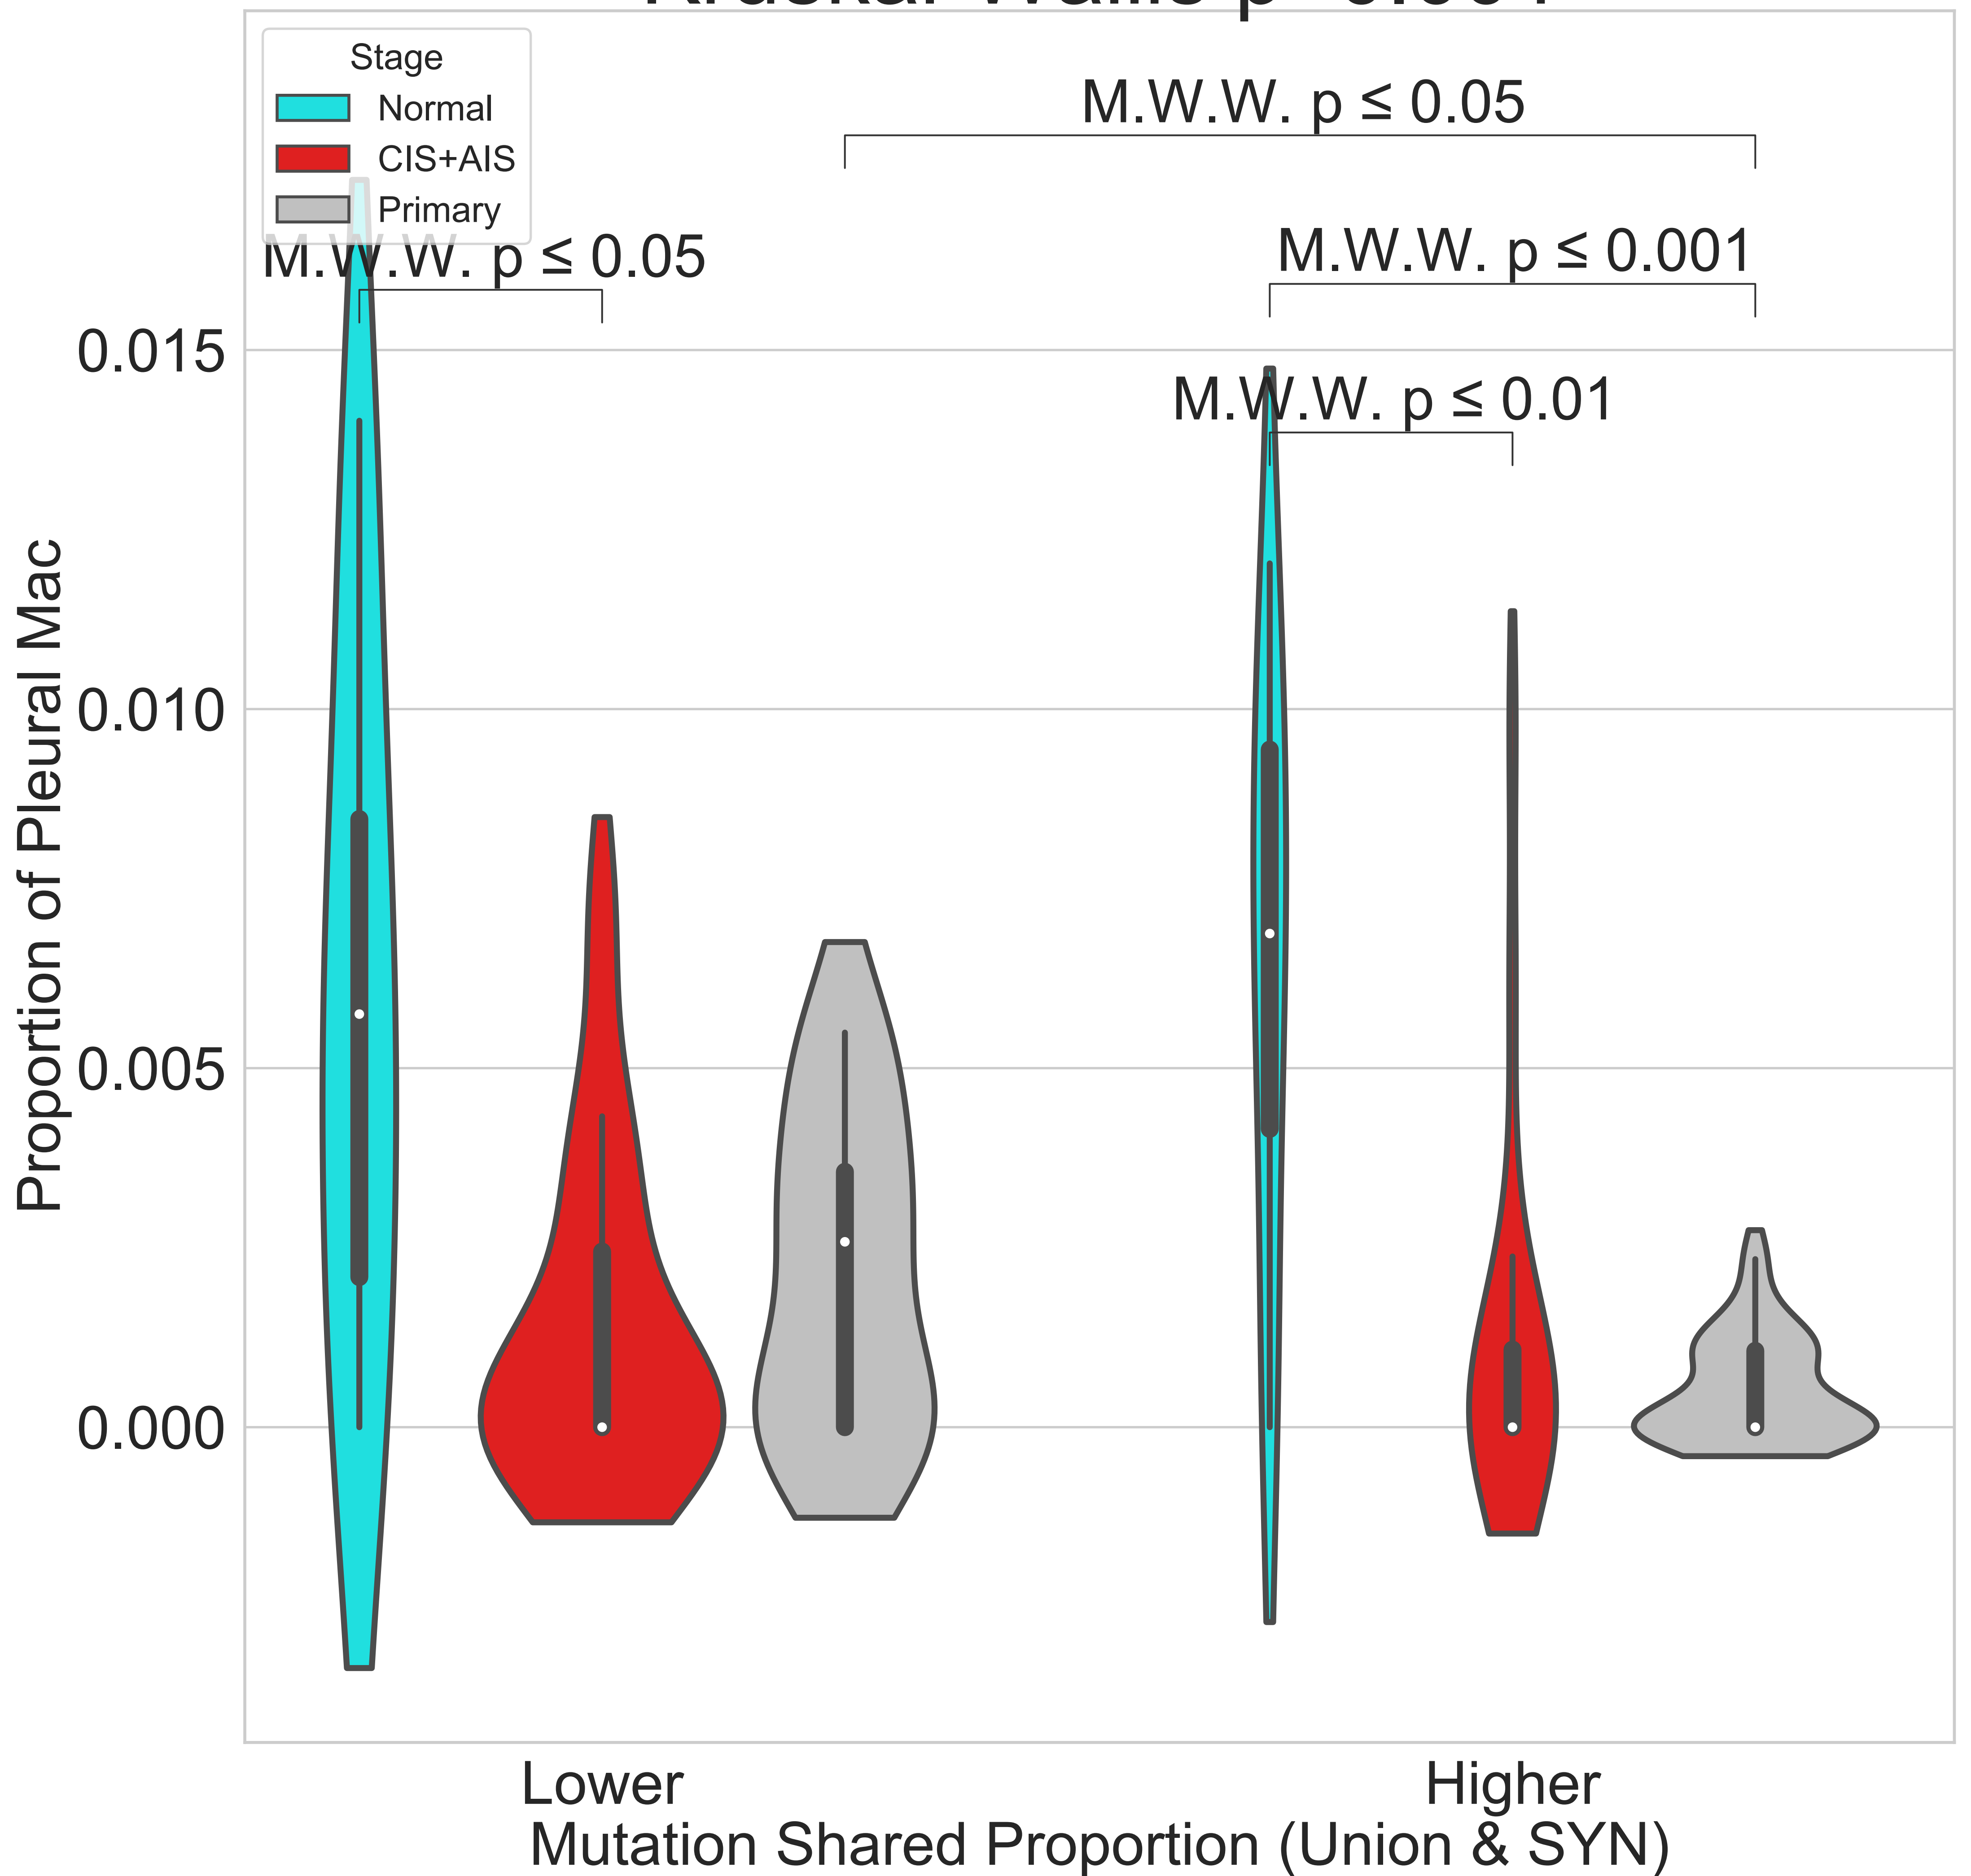 Stage
Normal
CIS+AIS
Primary
M.W.W. p ≤ 0.05
M.W.W. p ≤ 0.05
M.W.W. p ≤ 0.001
M.W.W. p ≤ 0.01
0.015
0.010
0.005
0.000
Proportion of Pleural Mac
Lower
Higher
Mutation Shared Proportion (Union & SYN)